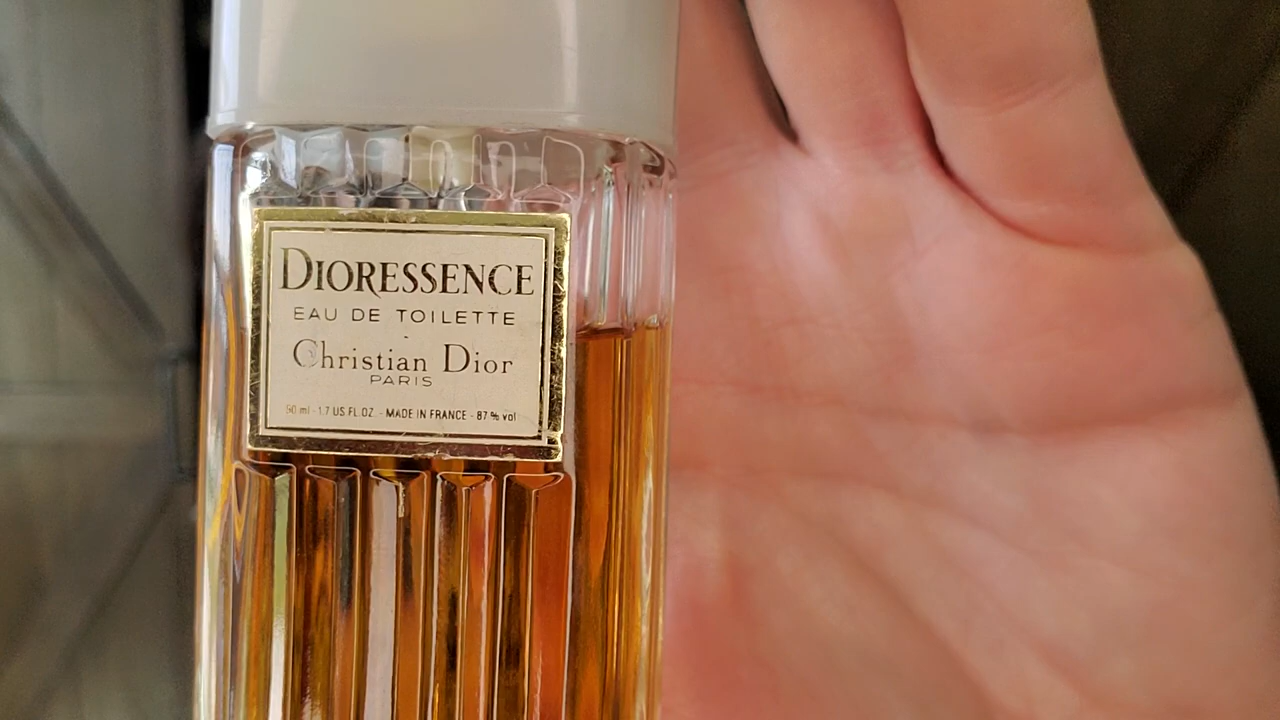 DIORESSENCE
EAU DE TOILETTE
Christian Dior
PARIS
50 ml - 1.7 US FL.OZ. - MADE IN FRANCE - 87 % vol